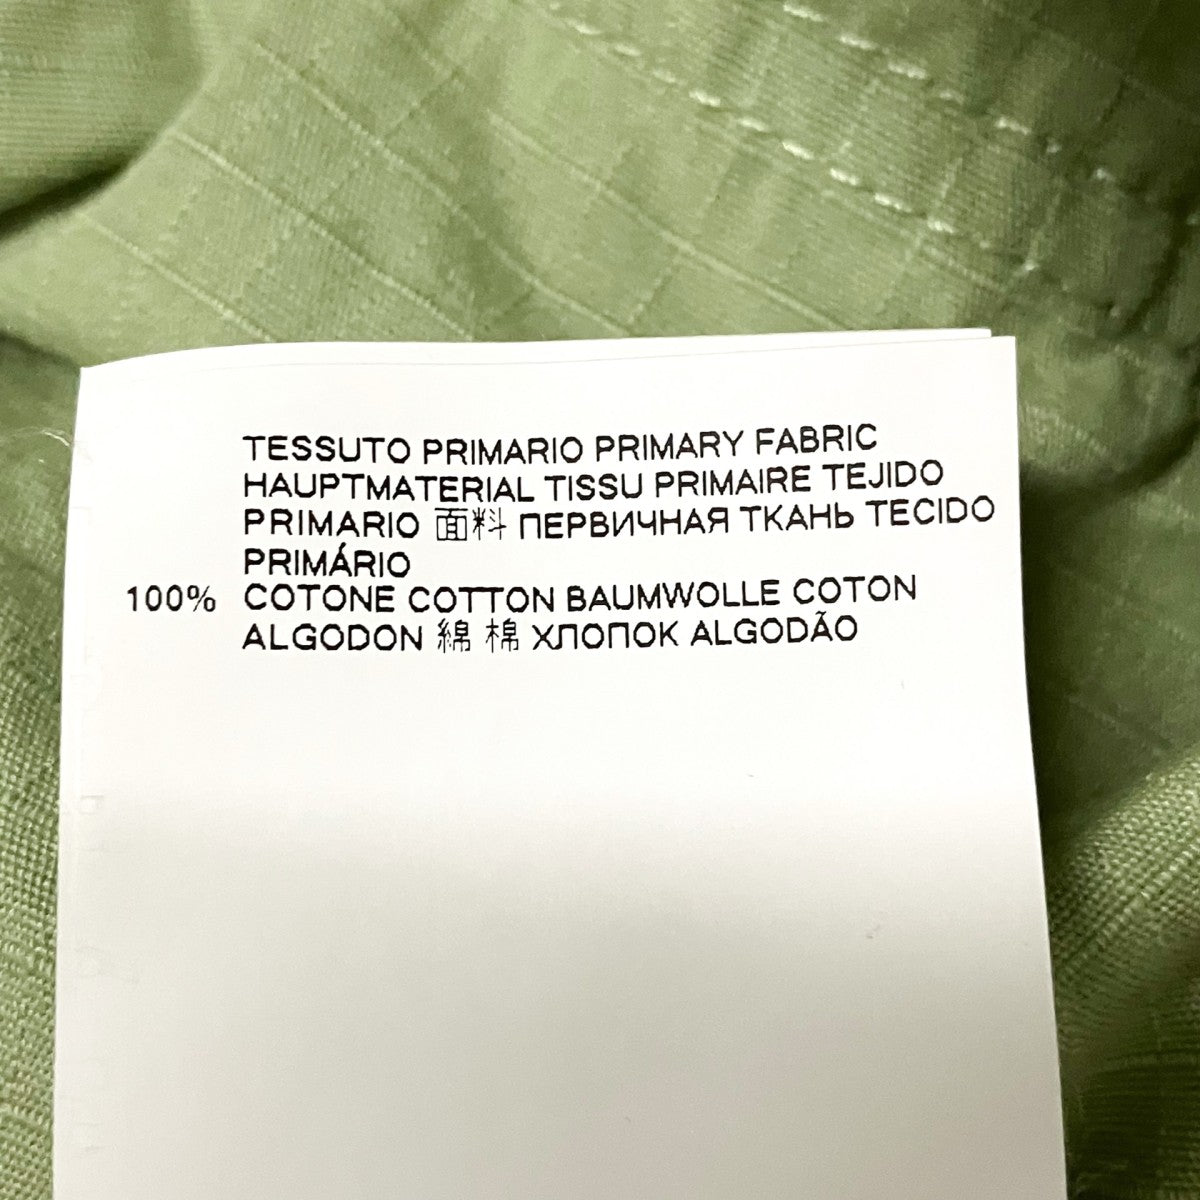 TESSUTO PRIMARIO PRIMARY FABRIC
HAUPTMATERIAL TISSU PRIMAIRE TEJIDO
PRIMARIO 面料 ПЕРВИЧНАЯ ТКАНЬ TECIDO
PRIMÁRIO
100% COTONE COTTON BAUMWOLLE COTON
ALGODON 綿 棉 ХЛОПОК ALGODÃO